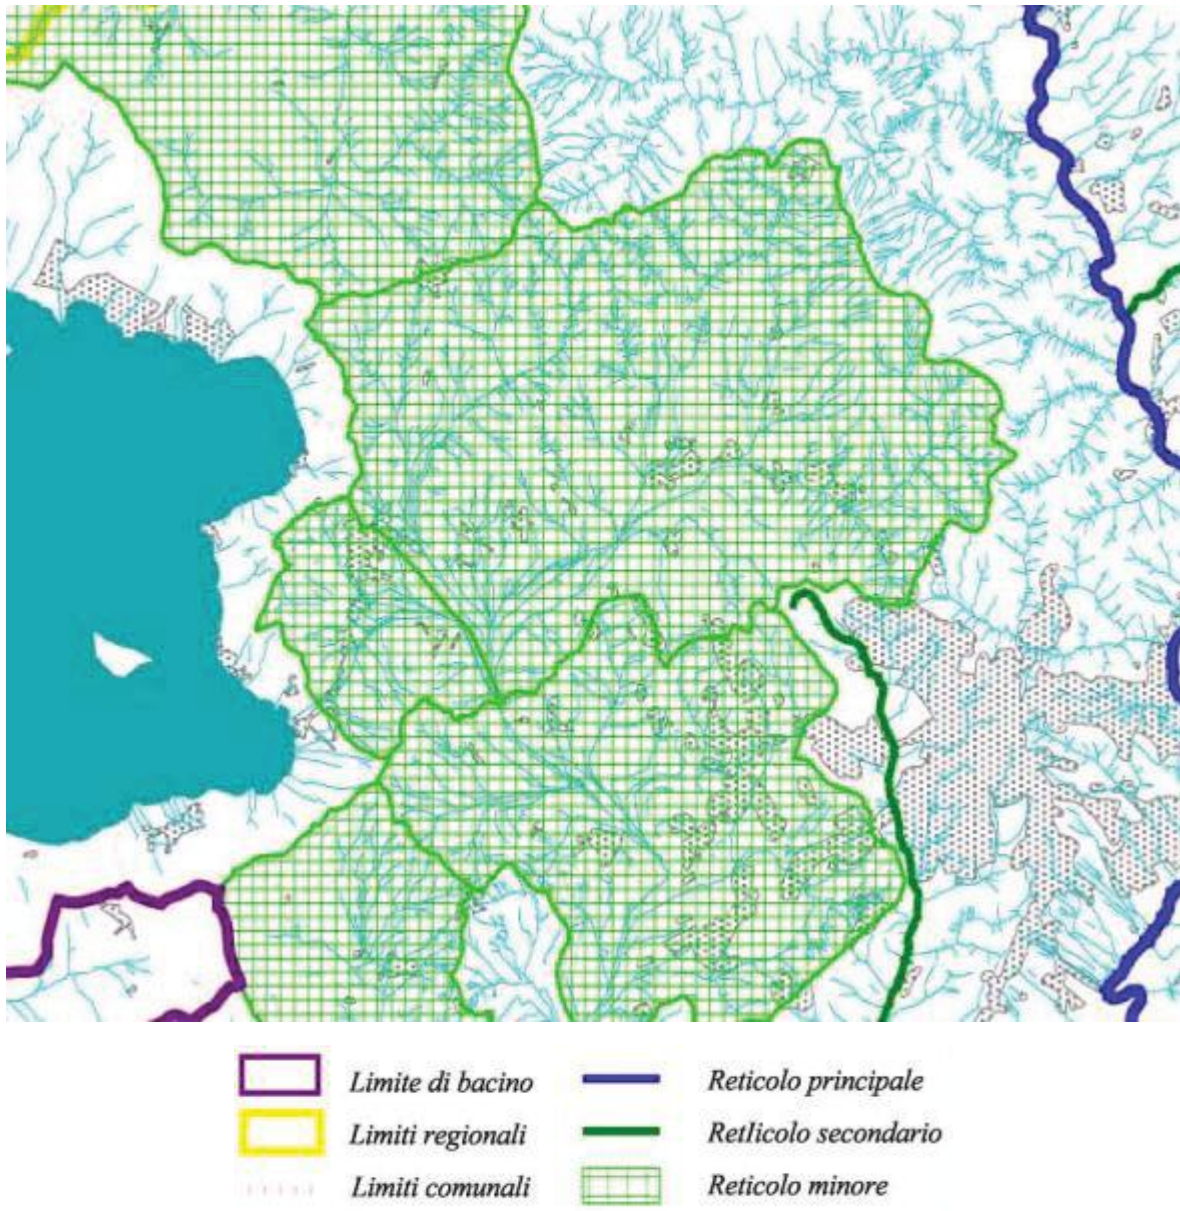 Limite di bacino
Reticolo principale
Limiti regionali
RetIicolo secondario
Limiti comunali
Reticolo minore